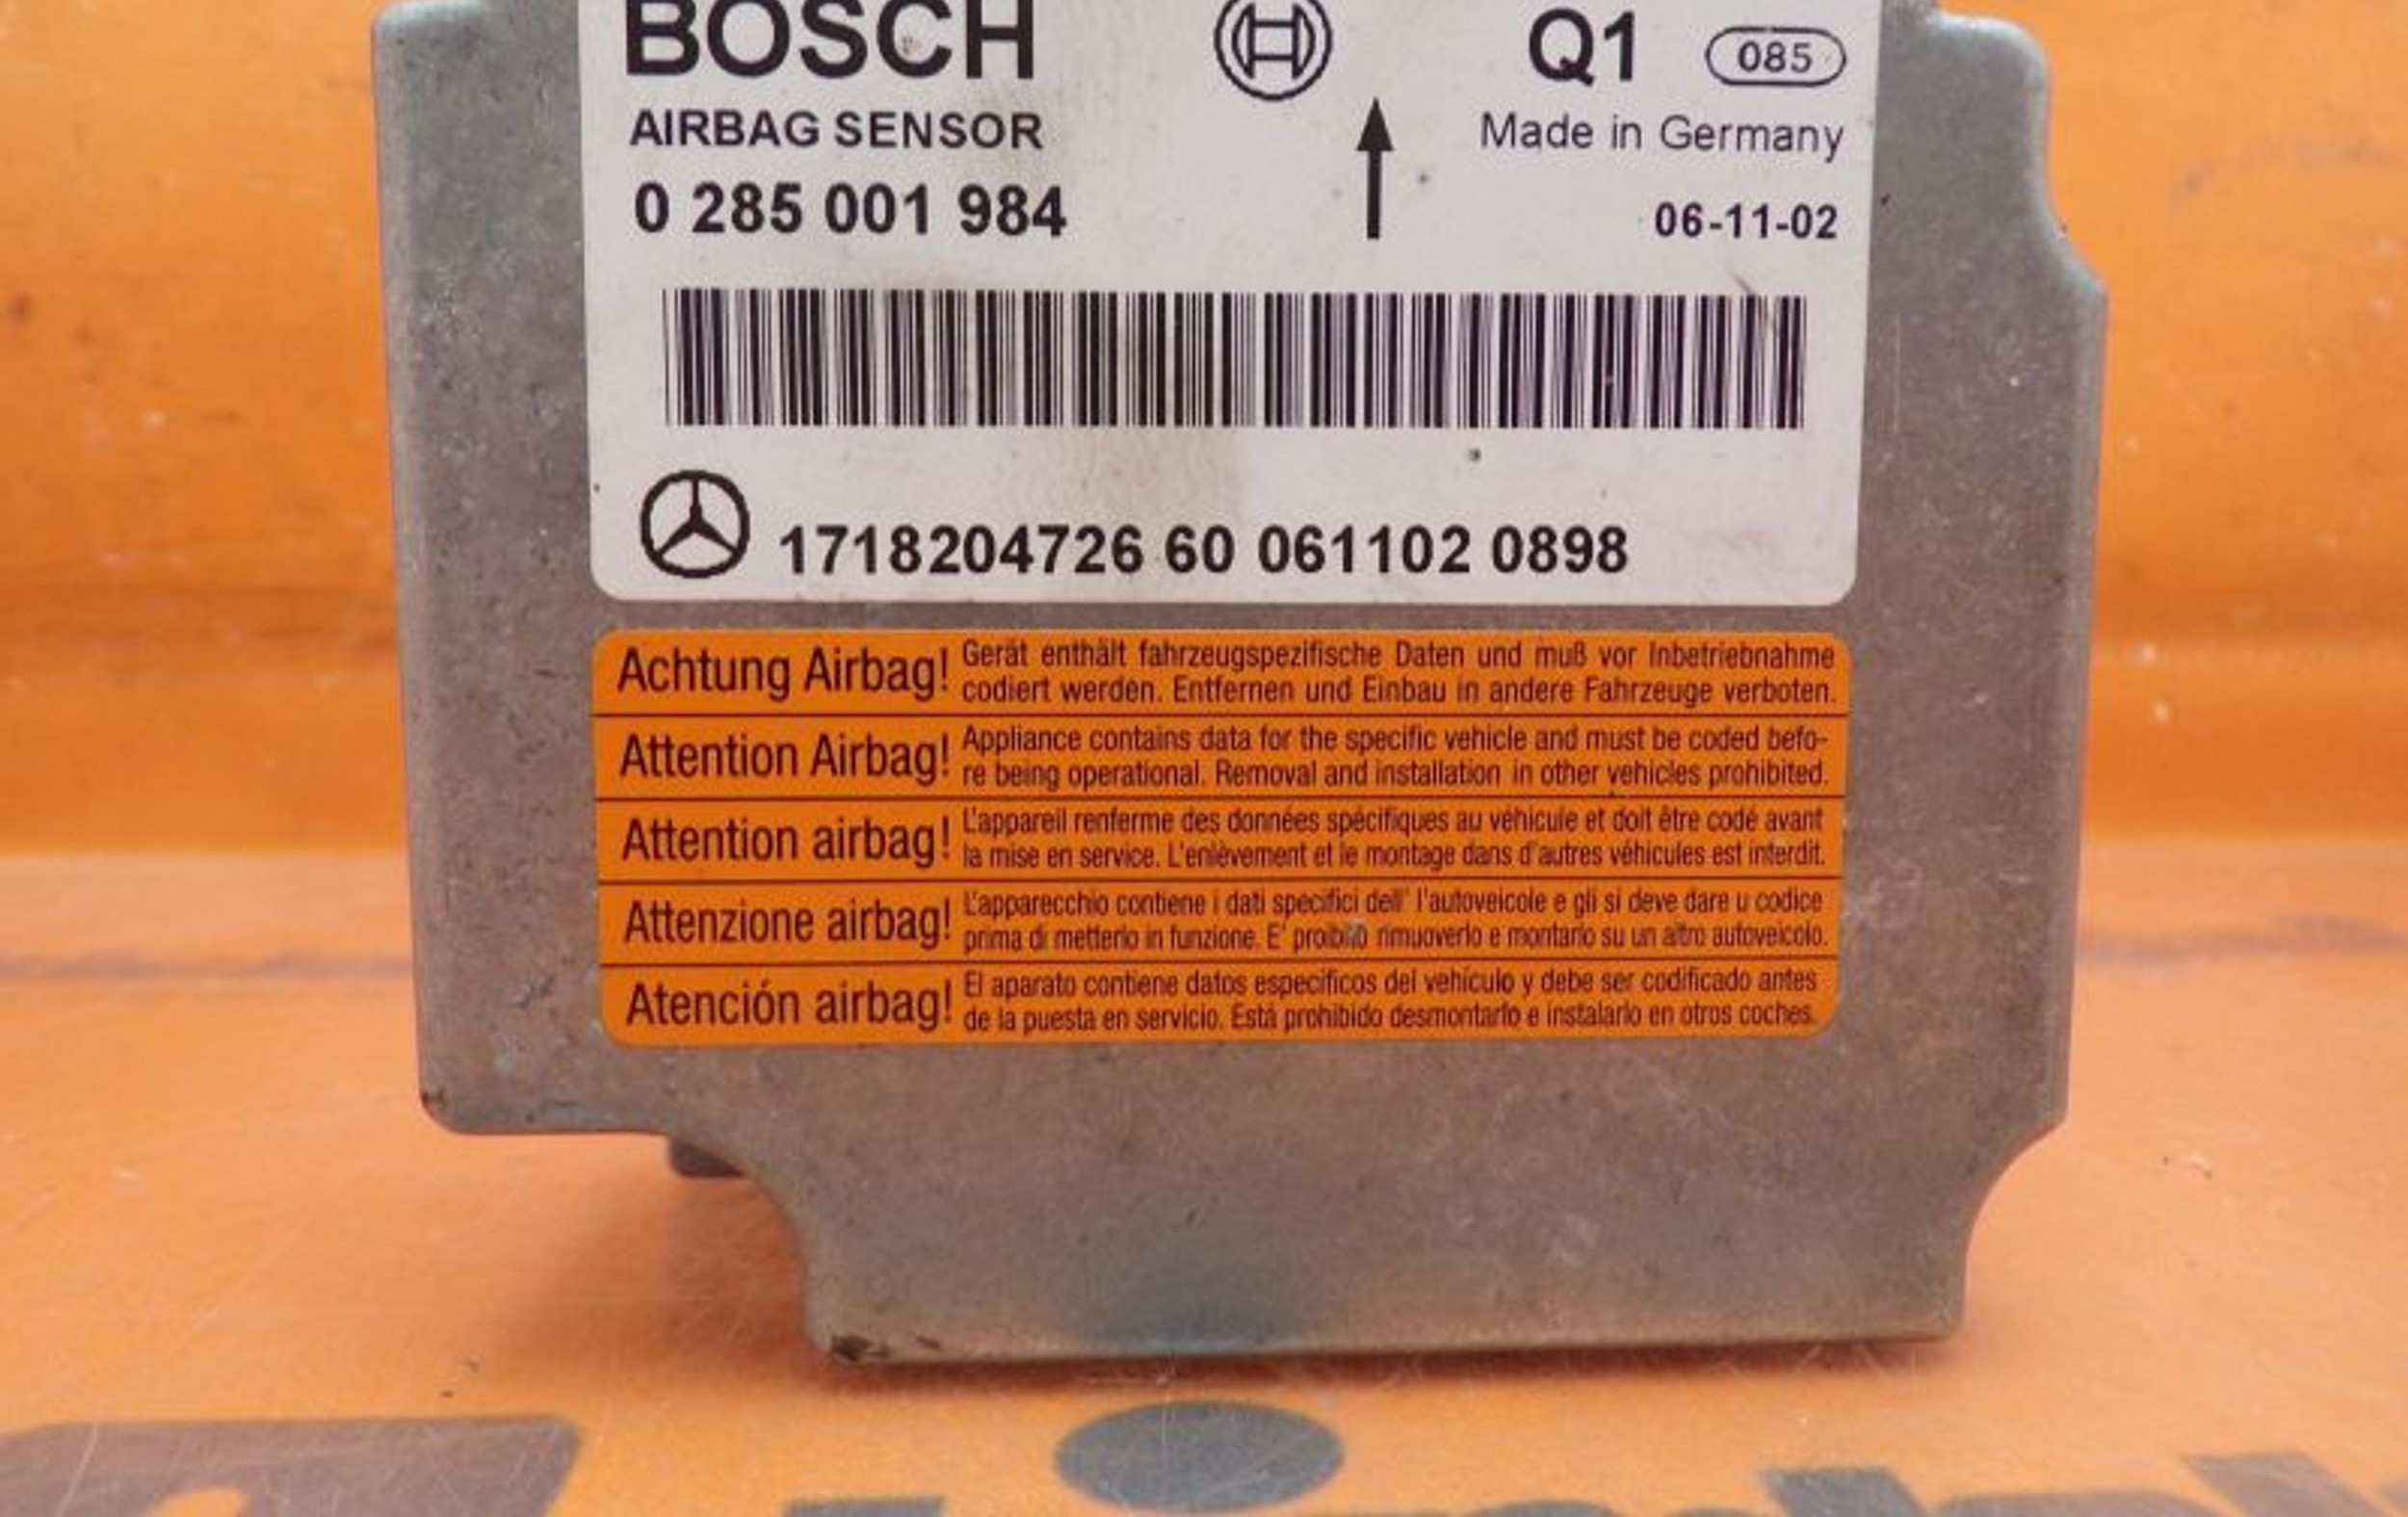 BOSCH Q1 085
AIRBAG SENSOR Made in Germany
0 285 001 984 06-11-02
1718204726 60 061102 0898
Achtung Airbag! Gerät enthält fahrzeugspezifische Daten und muß vor Inbetriebnahme
codiert werden. Entfernen und Einbau in andere Fahrzeuge verboten.
Attention Airbag! Appliance contains data for the specific vehicle and must be coded befo-
re being operational. Removal and installation in other vehicles prohibited.
Attention airbag! L'appareil renferme des données spécifiques au véhicule et doit être codé avant
la mise en service. L'enlèvement et le montage dans d'autres véhicules est interdit.
Attenzione airbag! L'apparecchio contiene i dati specifici dell' l'autoveicole e gli si deve dare u codice
prima di metterlo in funzione. E' proibito rimuoverlo e montarlo su un altro autoveicolo.
Atención airbag! El aparato contiene datos específicos del vehículo y debe ser codificado antes
de la puesta en servicio. Está prohibido desmontarlo e instalarlo en otros coches.